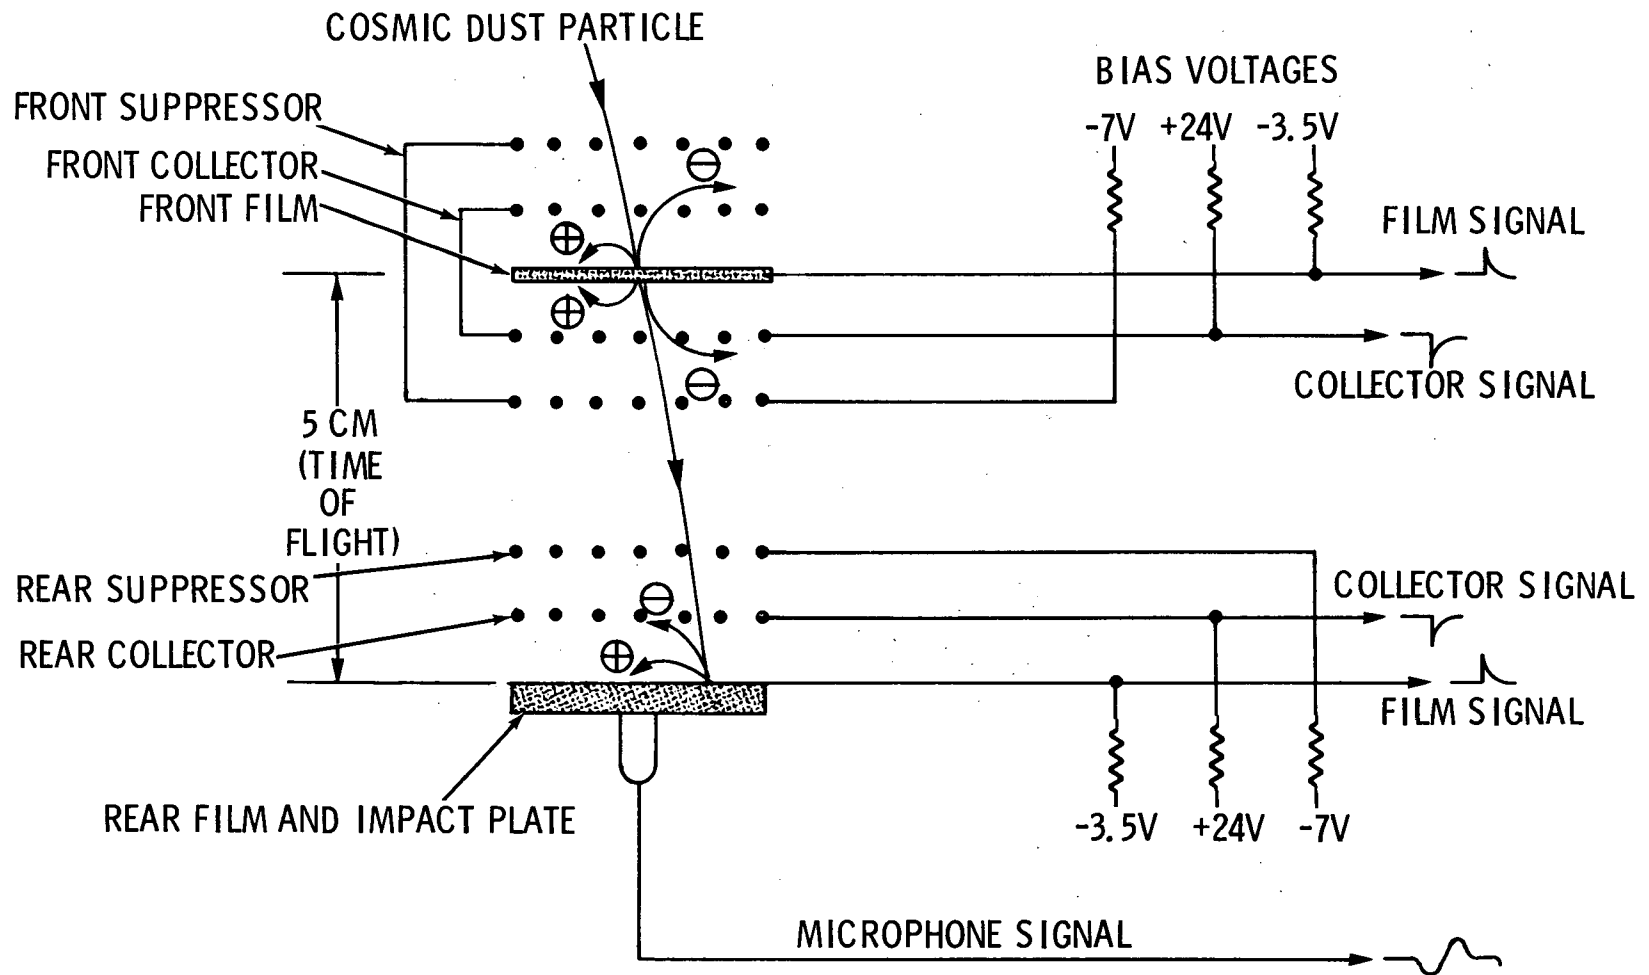 COSMIC DUST PARTICLE
BIAS VOLTAGES
FRONT SUPPRESSOR
-7V +24V -3.5V
FRONT COLLECTOR
FRONT FILM
FILM SIGNAL
COLLECTOR SIGNAL
5 CM
(TIME
OF
FLIGHT)
REAR SUPPRESSOR
COLLECTOR SIGNAL
REAR COLLECTOR
FILM SIGNAL
REAR FILM AND IMPACT PLATE
-3.5V +24V -7V
MICROPHONE SIGNAL